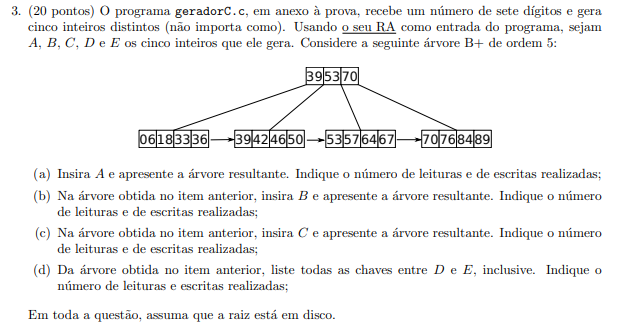 3. (20 pontos) O programa geradorC.c, em anexo à prova, recebe um número de sete dígitos e gera
cinco inteiros distintos (não importa como). Usando o seu RA como entrada do programa, sejam
A, B, C, D e E os cinco inteiros que ele gera. Considere a seguinte árvore B+ de ordem 5:
39 53 70
06 18 33 36 39 42 46 50 53 57 64 67 70 76 84 89
(a) Insira A e apresente a árvore resultante. Indique o número de leituras e de escritas realizadas;
(b) Na árvore obtida no item anterior, insira B e apresente a árvore resultante. Indique o número
de leituras e de escritas realizadas;
(c) Na árvore obtida no item anterior, insira C e apresente a árvore resultante. Indique o número
de leituras e de escritas realizadas;
(d) Da árvore obtida no item anterior, liste todas as chaves entre D e E, inclusive. Indique o
número de leituras e escritas realizadas;
Em toda a questão, assuma que a raiz está em disco.